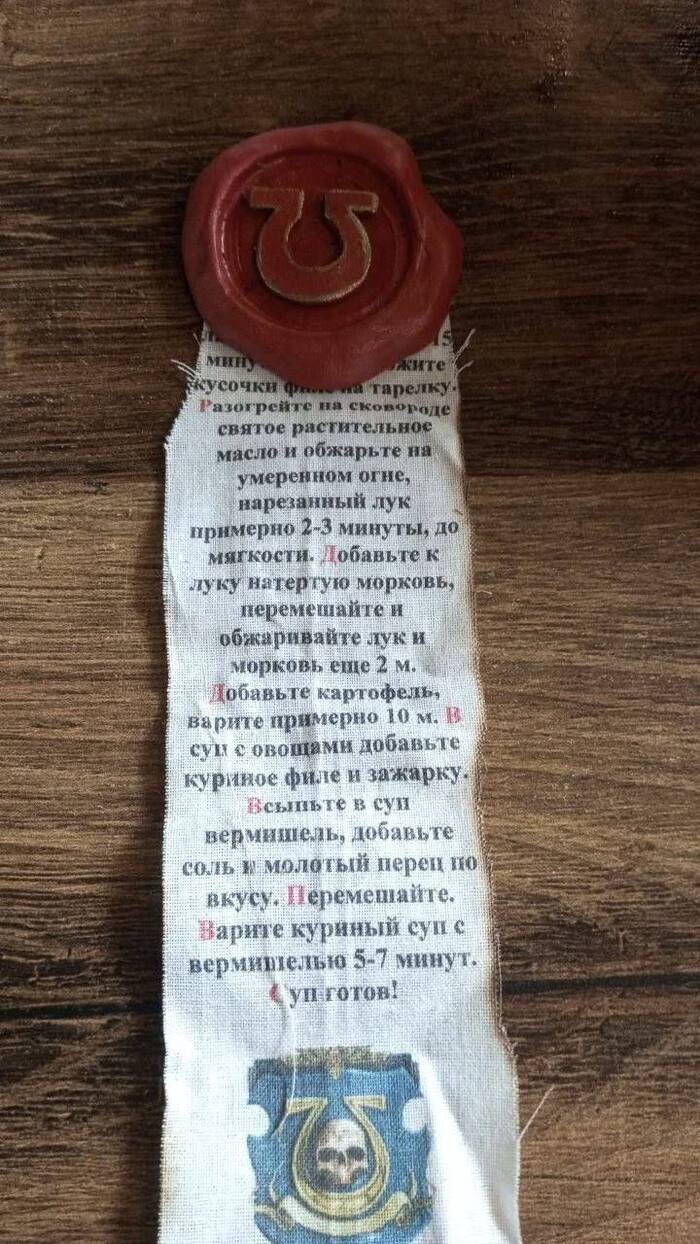 15
мину жите
кусочки филе на тарелку.
Разогрейте на сковороде
святое растительное
масло и обжарьте на
умеренном огне,
нарезанный лук
примерно 2-3 минуты, до
мягкости. Добавьте к
луку натертую морковь,
перемешайте и
обжаривайте лук и
морковь еще 2 м.
Добавьте картофель,
варите примерно 10 м. В
суп с овощами добавьте
куриное филе и зажарку.
Всыпьте в суп
вермишель, добавьте
соль и молотый перец по
вкусу. Перемешайте.
Варите куриный суп с
вермишелью 5-7 минут.
Суп готов!